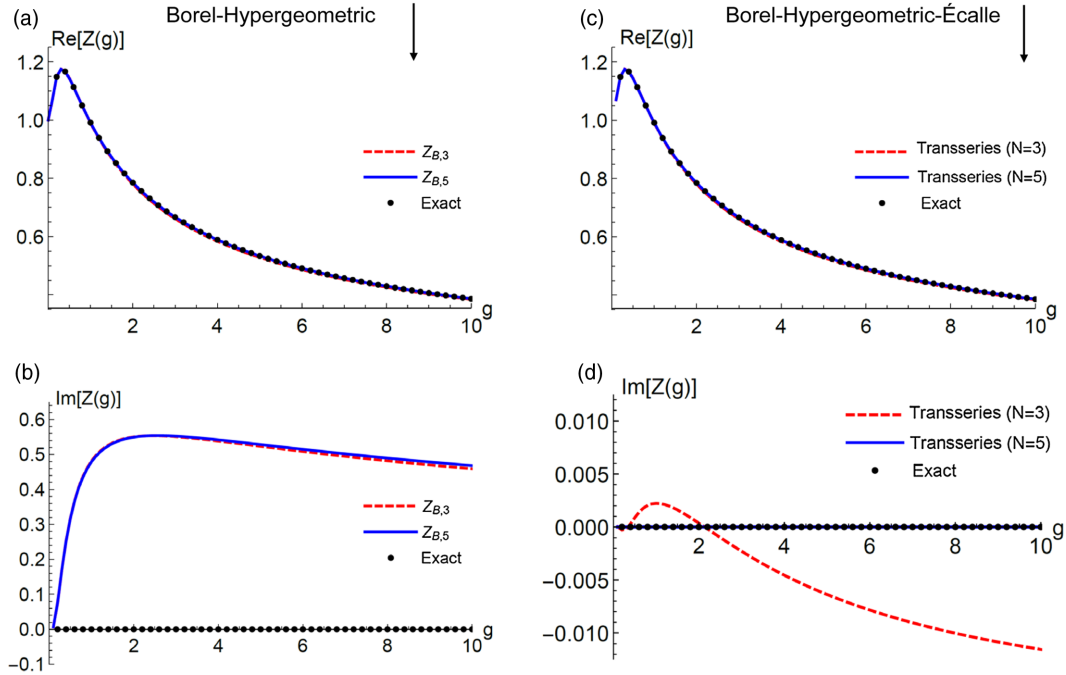 (a)
Borel-Hypergeometric
Re[Z(g)]
1.2
1.0
0.8
0.6
Z_B,3
Z_B,5
Exact
2
4
6
8
10
g
(c)
Borel-Hypergeometric-Écalle
Re[Z(g)]
1.2
1.0
0.8
0.6
Transseries (N=3)
Transseries (N=5)
Exact
2
4
6
8
10
g
(b)
Im[Z(g)]
0.6
0.5
0.4
0.3
0.2
0.1
0.0
−0.1
Z_B,3
Z_B,5
Exact
2
4
6
8
10
g
(d)
Im[Z(g)]
0.010
0.005
0.000
−0.005
−0.010
Transseries (N=3)
Transseries (N=5)
Exact
2
4
6
8
10
g